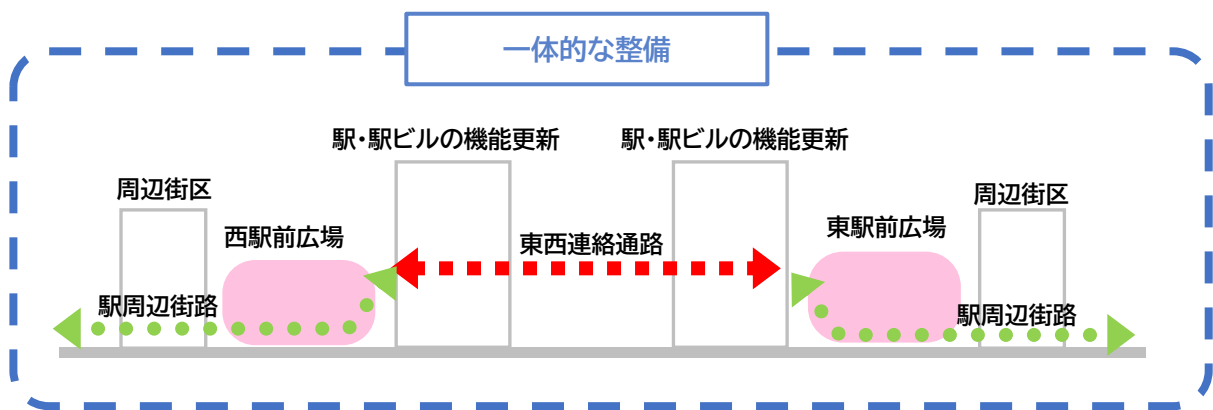 一体的な整備
駅・駅ビルの機能更新
駅・駅ビルの機能更新
周辺街区
周辺街区
西駅前広場
東西連絡通路
東駅前広場
駅周辺街路
駅周辺街路